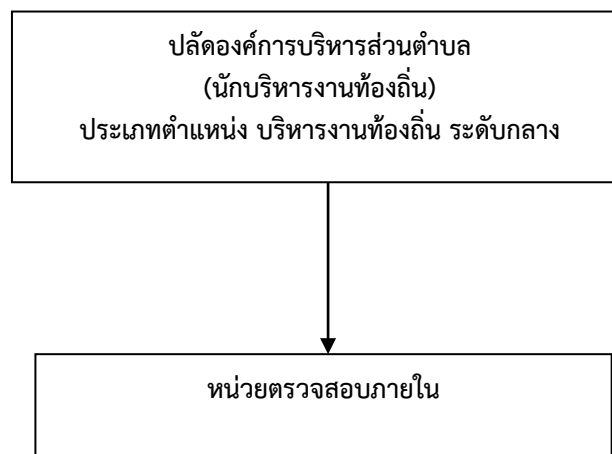 ปลัดองค์การบริหารส่วนตำบล
(นักบริหารงานท้องถิ่น)
ประเภทตำแหน่ง บริหารงานท้องถิ่น ระดับกลาง
หน่วยตรวจสอบภายใน